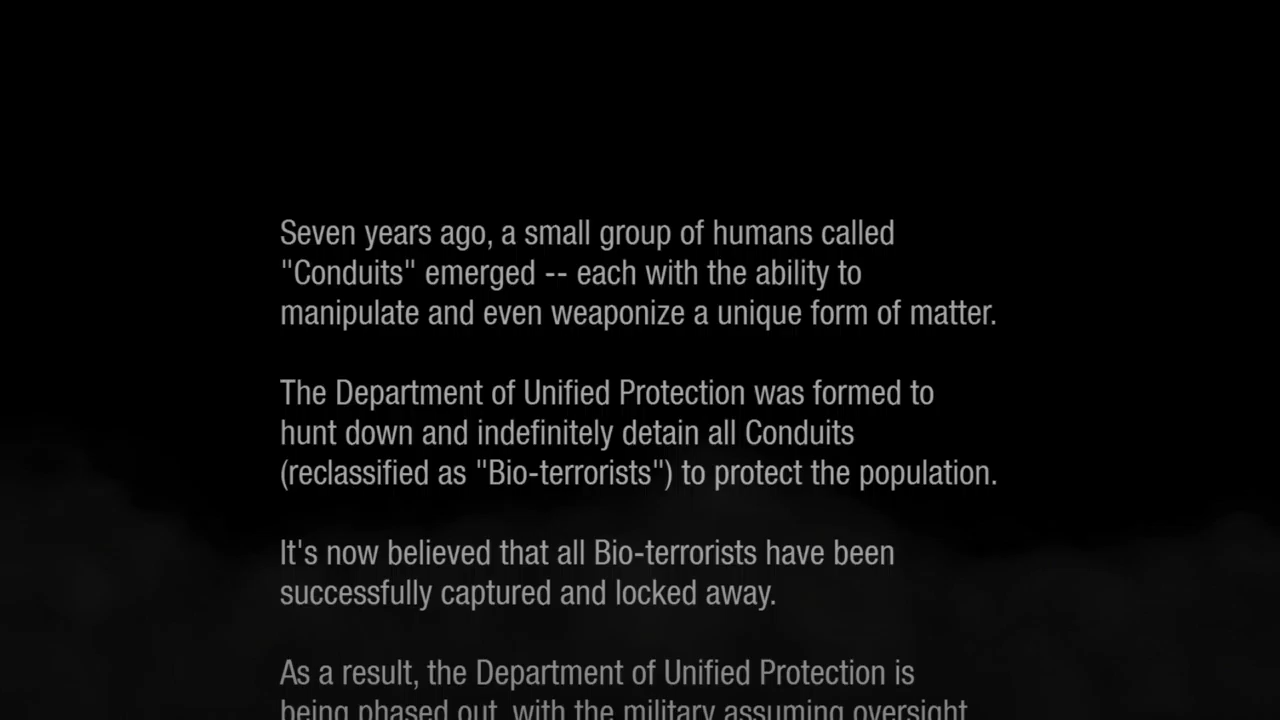 Seven years ago, a small group of humans called
"Conduits" emerged -- each with the ability to
manipulate and even weaponize a unique form of matter.
The Department of Unified Protection was formed to
hunt down and indefinitely detain all Conduits
(reclassified as "Bio-terrorists") to protect the population.
It's now believed that all Bio-terrorists have been
successfully captured and locked away.
As a result, the Department of Unified Protection is
being phased out, with the military assuming oversight